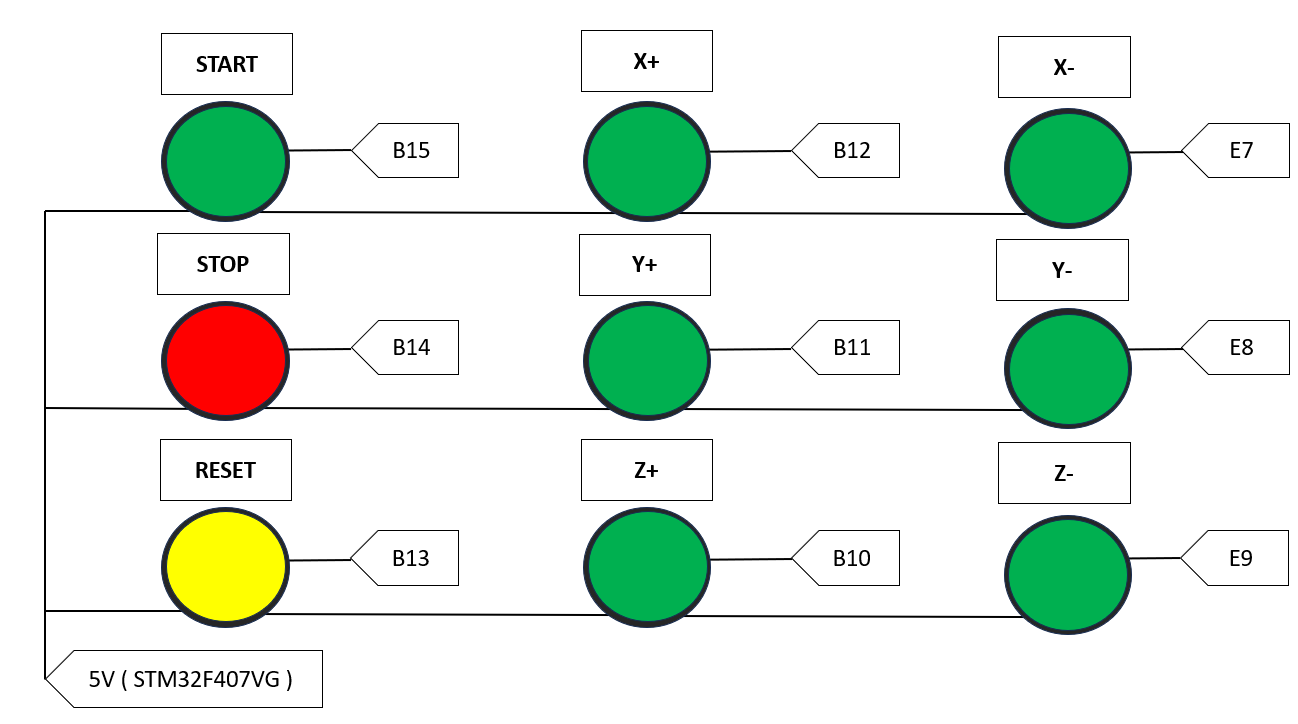 START
X+
X-
B15
B12
E7
STOP
Y+
Y-
B14
B11
E8
RESET
Z+
Z-
B13
B10
E9
5V ( STM32F407VG )